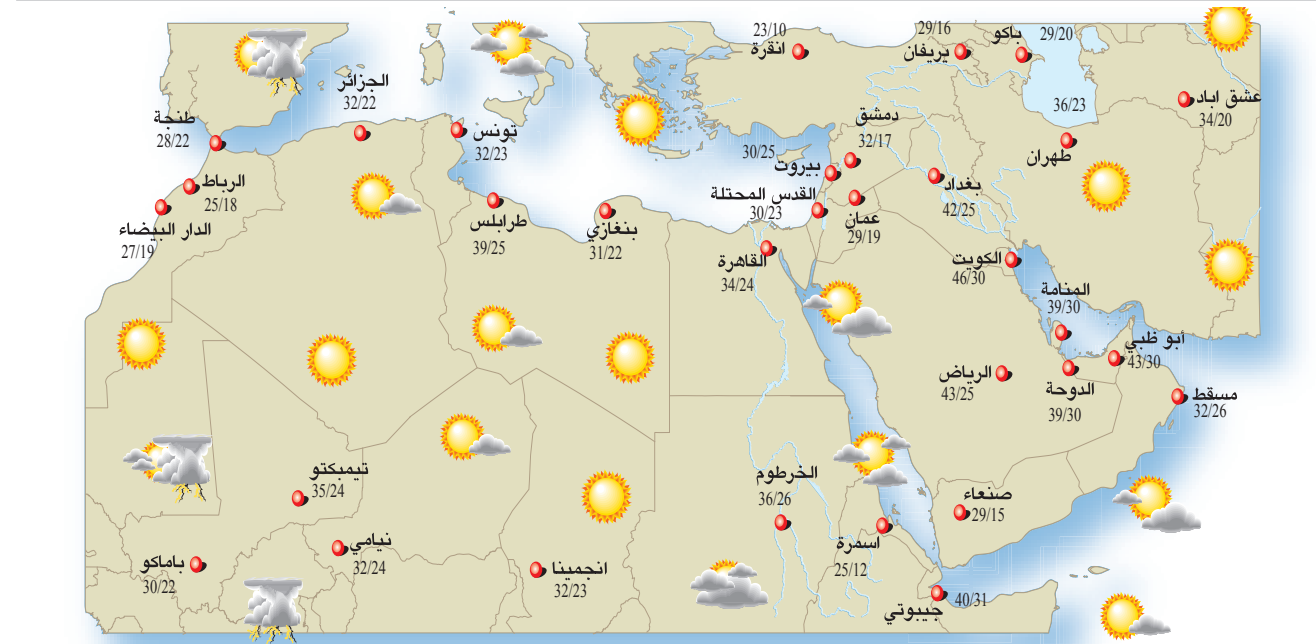 23/10
انقرة
29/16
يريفان
باكو
29/20
36/23
عشق اباد
34/20
طهران
الجزائر
32/22
طنجة
28/22
تونس
32/23
دمشق
32/17
30/25
بيروت
القدس المحتلة
30/23
عمان
29/19
بغداد
42/25
الرباط
25/18
الدار البيضاء
27/19
طرابلس
39/25
بنغازي
31/22
القاهرة
34/24
الكويت
46/30
المنامة
39/30
أبو ظبي
43/30
الرياض
43/25
الدوحة
39/30
مسقط
32/26
تيمبكتو
35/24
الخرطوم
36/26
صنعاء
29/15
اسمرة
25/12
نيامي
32/24
باماكو
30/22
انجمينا
32/23
جيبوتي
40/31